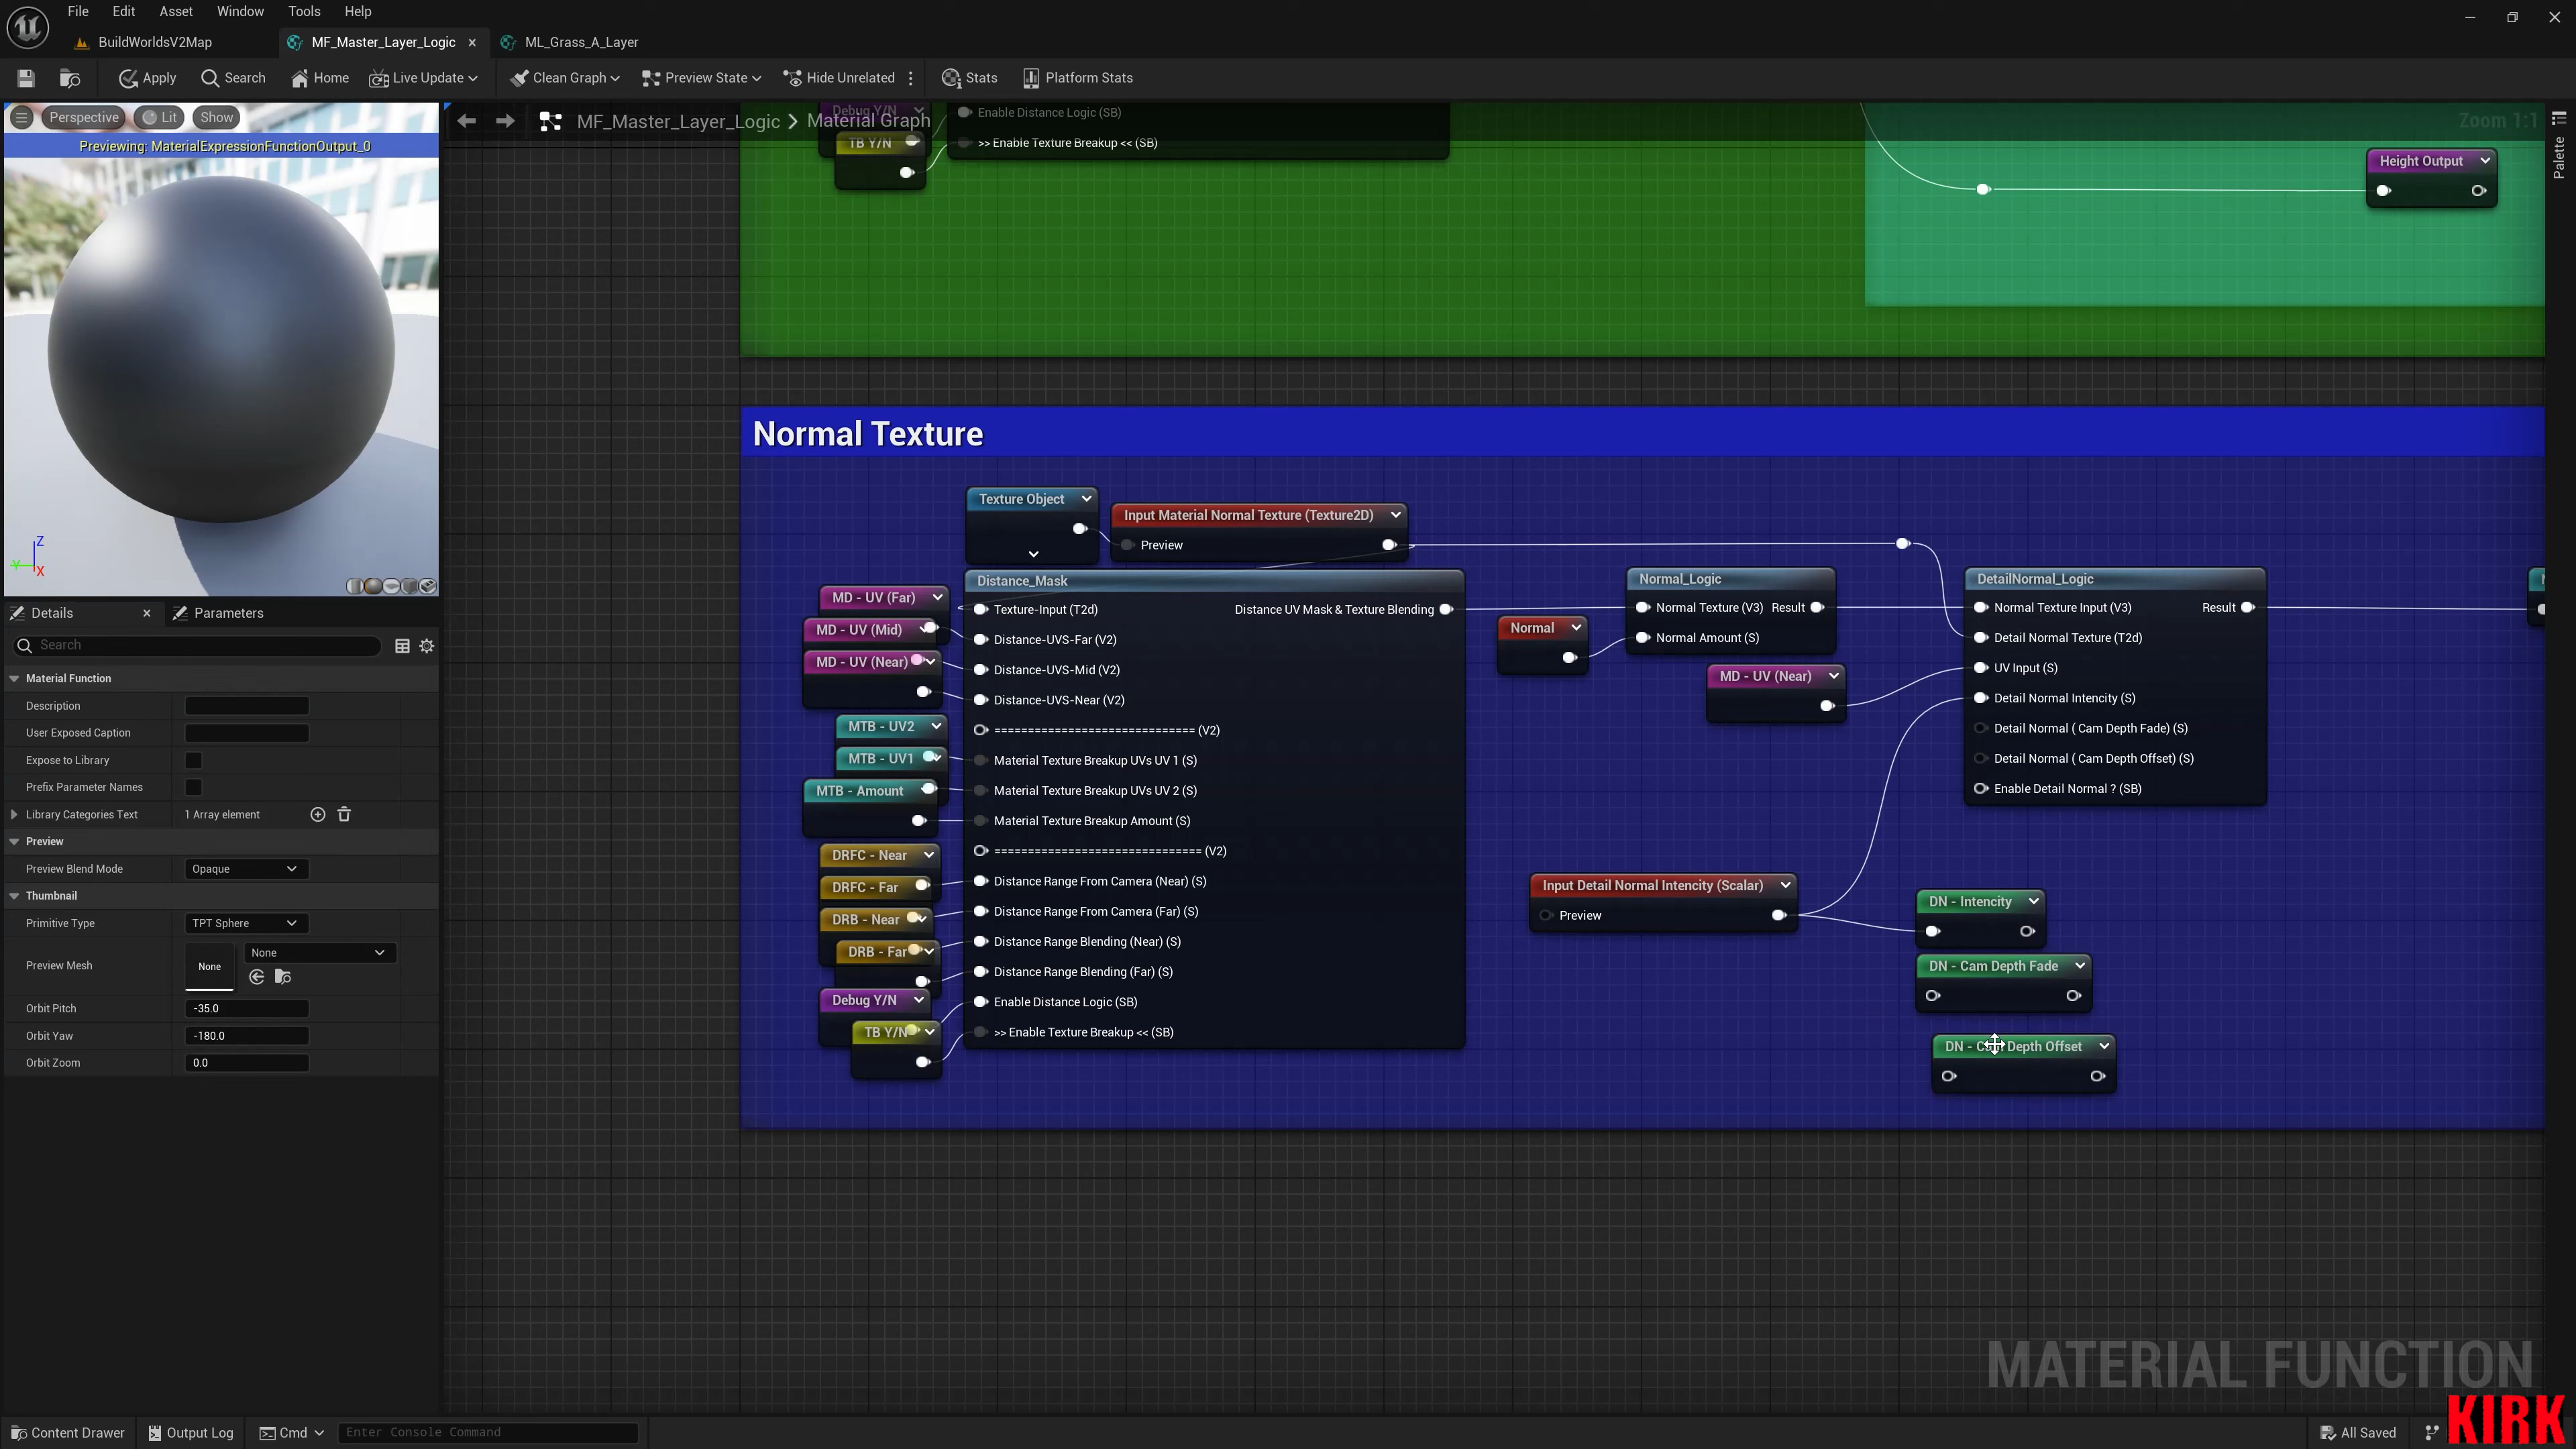 File Edit Asset Window Tools Help
BuildWorldsV2Map MF_Master_Layer_Logic ML_Grass_A_Layer
Apply Search Home Live Update Clean Graph Preview State Hide Unrelated Stats Platform Stats
Perspective Lit Show
Previewing: MaterialExpressionFunctionOutput_0
Z
Y
X
Details Parameters
Search
Material Function
Description
User Exposed Caption
Expose to Library
Prefix Parameter Names
Library Categories Text 1 Array element
Preview
Preview Blend Mode Opaque
Thumbnail
Primitive Type TPT Sphere
Preview Mesh None None
Orbit Pitch -35.0
Orbit Yaw -180.0
Orbit Zoom 0.0
MF_Master_Layer_Logic > Material Graph
Zoom 1:1
Palette
Debug Y/N
TB Y/N
Enable Distance Logic (SB)
>> Enable Texture Breakup << (SB)
Height Output
Normal Texture
Texture Object
Input Material Normal Texture (Texture2D)
Preview
MD - UV (Far)
MD - UV (Mid)
MD - UV (Near)
MTB - UV2
MTB - UV1
MTB - Amount
DRFC - Near
DRFC - Far
DRB - Near
DRB - Far
Debug Y/N
TB Y/N
Distance_Mask
Texture-Input (T2d) Distance UV Mask & Texture Blending
Distance-UVS-Far (V2)
Distance-UVS-Mid (V2)
Distance-UVS-Near (V2)
============================== (V2)
Material Texture Breakup UVs UV 1 (S)
Material Texture Breakup UVs UV 2 (S)
Material Texture Breakup Amount (S)
=============================== (V2)
Distance Range From Camera (Near) (S)
Distance Range From Camera (Far) (S)
Distance Range Blending (Near) (S)
Distance Range Blending (Far) (S)
Enable Distance Logic (SB)
>> Enable Texture Breakup << (SB)
Normal
Normal_Logic
Normal Texture (V3) Result
Normal Amount (S)
MD - UV (Near)
DetailNormal_Logic
Normal Texture Input (V3) Result
Detail Normal Texture (T2d)
UV Input (S)
Detail Normal Intencity (S)
Detail Normal ( Cam Depth Fade) (S)
Detail Normal ( Cam Depth Offset) (S)
Enable Detail Normal ? (SB)
Input Detail Normal Intencity (Scalar)
Preview
DN - Intencity
DN - Cam Depth Fade
DN - Cam Depth Offset
MATERIAL FUNCTION
KIRK
Content Drawer Output Log Cmd Enter Console Command All Saved